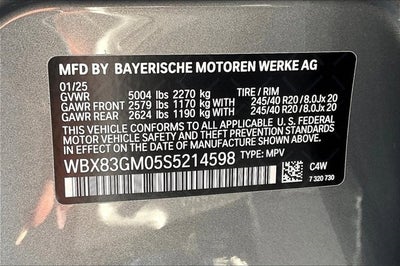 MFD BY BAYERISCHE MOTOREN WERKE AG
01/25 TIRE / RIM
GVWR 5004 lbs 2270 kg
GAWR FRONT 2579 lbs 1170 kg W/ 245/40 R20 / 8.0Jx 20
GAWR REAR 2624 lbs 1190 kg W/ 245/40 R20 / 8.0Jx 20
THIS VEHICLE CONFORMS TO ALL APPLICABLE U. S. FEDERAL
MOTOR VEHICLE SAFETY AND THEFT PREVENTION STANDARDS
IN EFFECT ON THE DATE OF MANUFACTURE SHOWN ABOVE.
WBX83GM05S5214598 TYPE: MPV
C4W
7 320 730